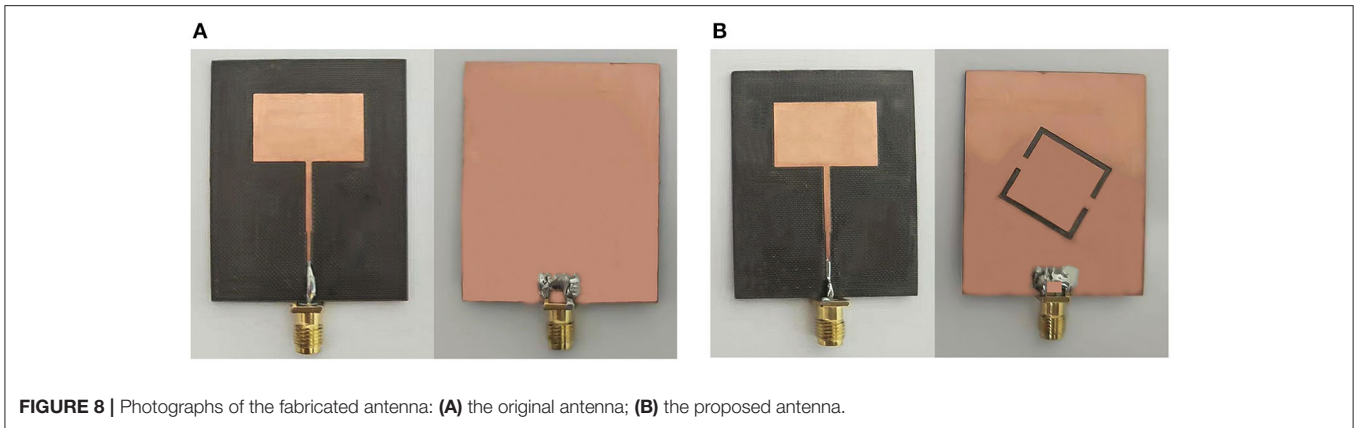 A B
FIGURE 8 | Photographs of the fabricated antenna: (A) the original antenna; (B) the proposed antenna.